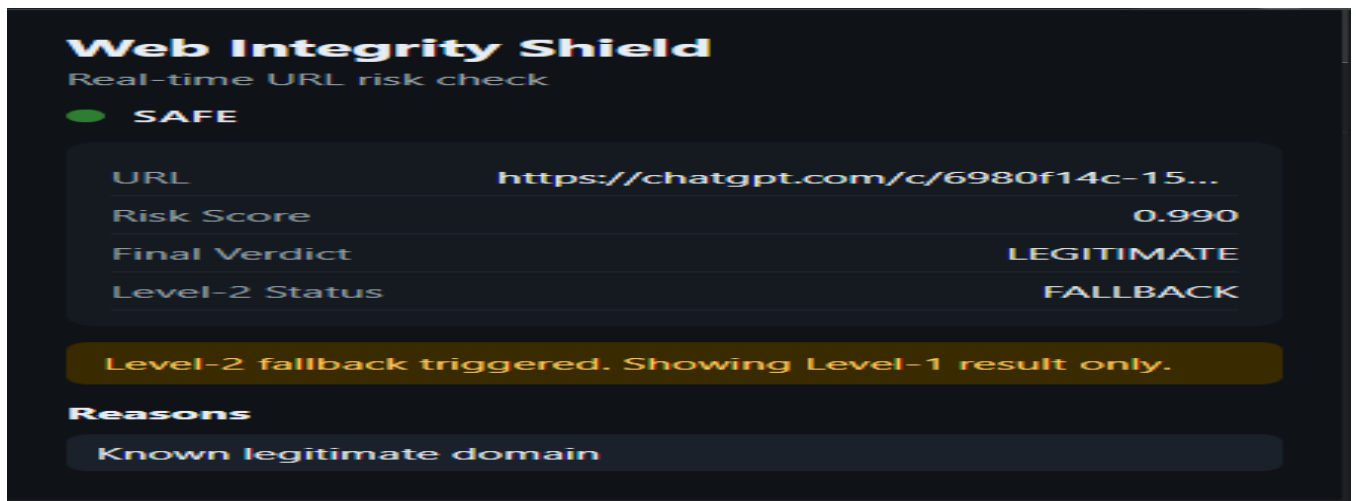 Web Integrity Shield
Real-time URL risk check
SAFE
URL https://chatgpt.com/c/6980f14c-15...
Risk Score 0.990
Final Verdict LEGITIMATE
Level-2 Status FALLBACK
Level-2 fallback triggered. Showing Level-1 result only.
Reasons
Known legitimate domain